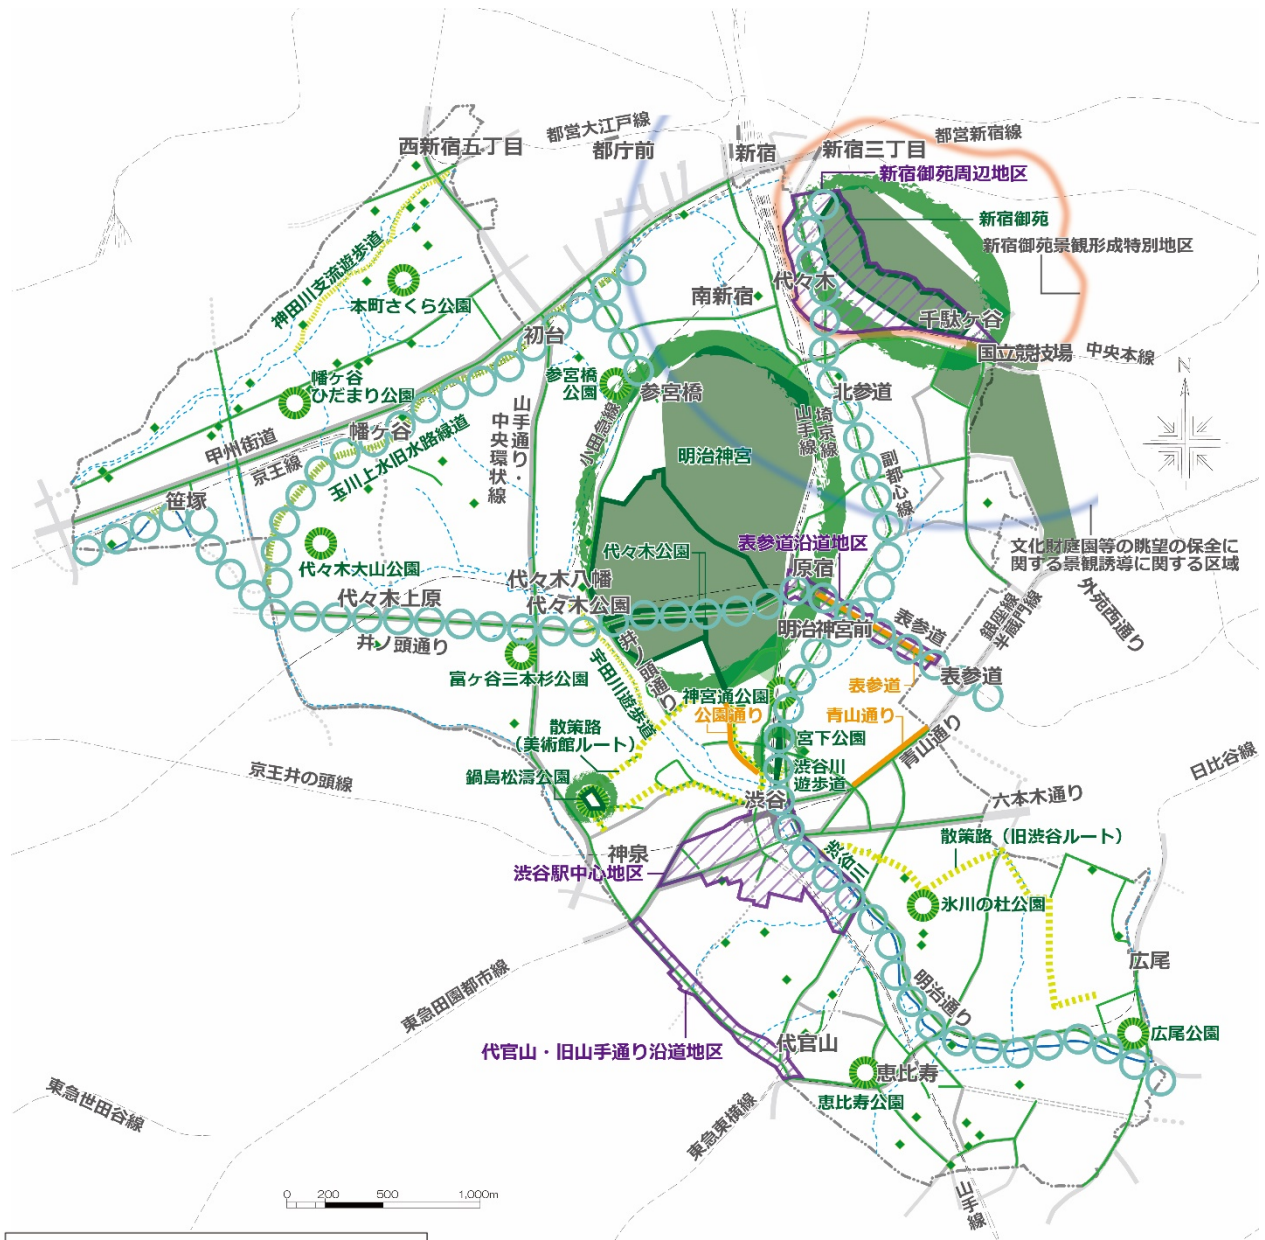 都営大江戸線
都営新宿線
西新宿五丁目
都庁前
新宿
新宿三丁目
新宿御苑周辺地区
新宿御苑
新宿御苑景観形成特別地区
神田川支流遊歩道
本町さくら公園
南新宿
代々木
千駄ヶ谷
国立競技場
中央本線
初台
N
幡ヶ谷
ひだまり公園
参宮橋
公園
参宮橋
北参道
山手通り・
中央環状線
小田急線
山手線
埼京線
甲州街道
幡ヶ谷
京王線
玉川上水旧水路緑道
明治神宮
副都心線
笹塚
代々木公園
表参道沿道地区
原宿
文化財庭園等の眺望の保全に
関する景観誘導に関する区域
代々木大山公園
代々木八幡
代々木上原
代々木公園
井ノ頭通り
井ノ頭通り
明治神宮前
表参道
銀座線
半蔵門線
外苑西通り
富ヶ谷三本杉公園
宇田川遊歩道
表参道
表参道
神宮通公園
公園通り
青山通り
青山通り
散策路
(美術館ルート)
宮下公園
渋谷川
遊歩道
鍋島松濤公園
京王井の頭線
日比谷線
渋谷
六本木通り
散策路(旧渋谷ルート)
神泉
渋谷川
渋谷駅中心地区
氷川の杜公園
広尾
東急田園都市線
明治通り
代官山・旧山手通り沿道地区
代官山
広尾公園
恵比寿
恵比寿公園
東急世田谷線
東急東横線
山手線
0 200 500 1,000m